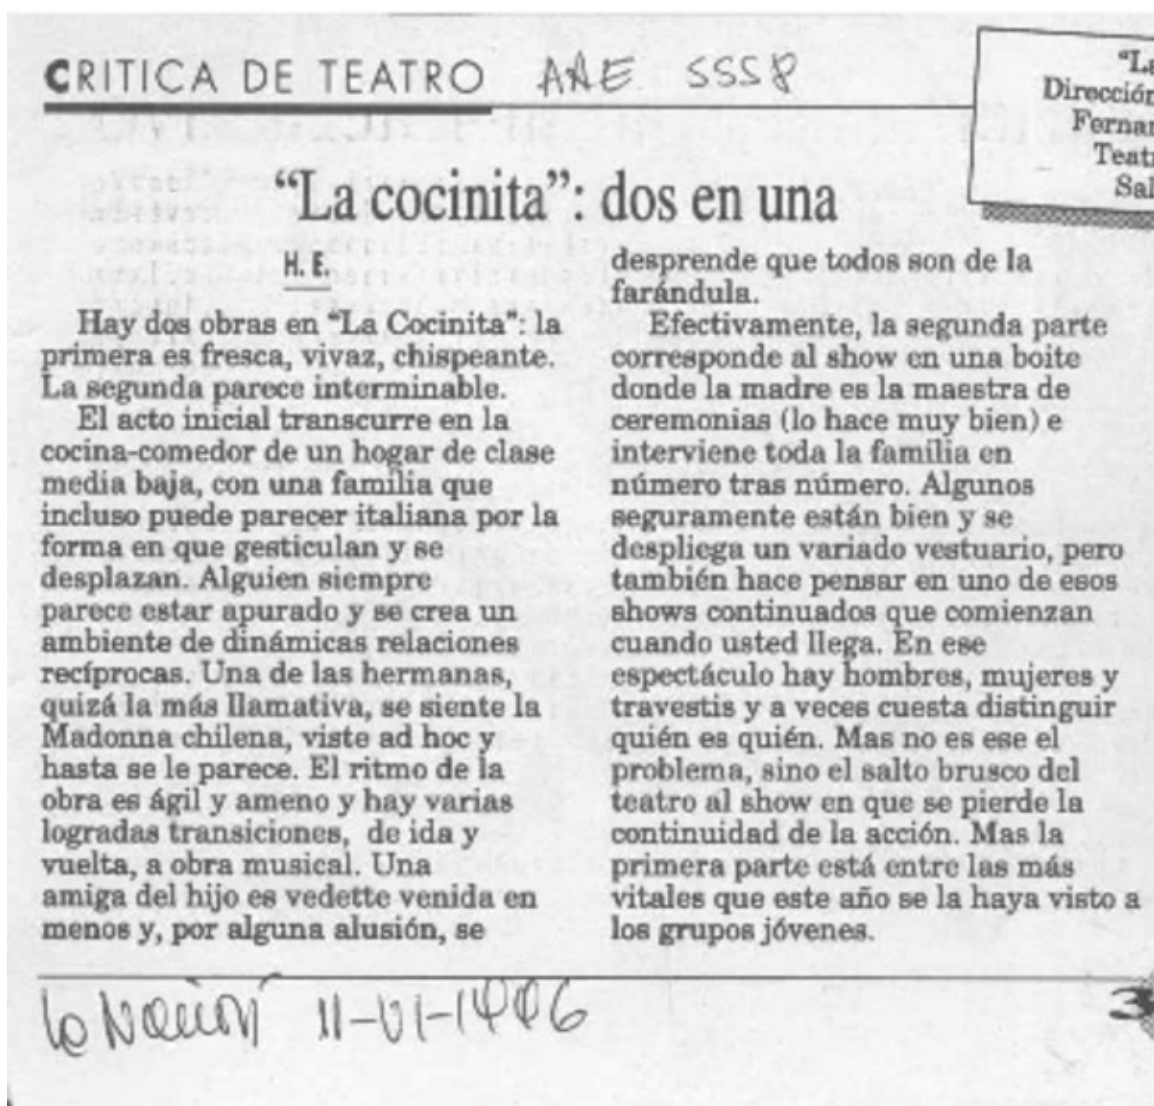 CRITICA DE TEATRO AAE SSSP
"La
Dirección
Fernan
Teatr
Sal
"La cocinita": dos en una
H. E.
Hay dos obras en "La Cocinita": la
primera es fresca, vivaz, chispeante.
La segunda parece interminable.
El acto inicial transcurre en la
cocina-comedor de un hogar de clase
media baja, con una familia que
incluso puede parecer italiana por la
forma en que gesticulan y se
desplazan. Alguien siempre
parece estar apurado y se crea un
ambiente de dinámicas relaciones
recíprocas. Una de las hermanas,
quizá la más llamativa, se siente la
Madonna chilena, viste ad hoc y
hasta se le parece. El ritmo de la
obra es ágil y ameno y hay varias
logradas transiciones, de ida y
vuelta, a obra musical. Una
amiga del hijo es vedette venida en
menos y, por alguna alusión, se
desprende que todos son de la
farándula.
Efectivamente, la segunda parte
corresponde al show en una boite
donde la madre es la maestra de
ceremonias (lo hace muy bien) e
interviene toda la familia en
número tras número. Algunos
seguramente están bien y se
despliega un variado vestuario, pero
también hace pensar en uno de esos
shows continuados que comienzan
cuando usted llega. En ese
espectáculo hay hombres, mujeres y
travestis y a veces cuesta distinguir
quién es quién. Mas no es ese el
problema, sino el salto brusco del
teatro al show en que se pierde la
continuidad de la acción. Mas la
primera parte está entre las más
vitales que este año se la haya visto a
los grupos jóvenes.
la Nación 11-VI-1996
3